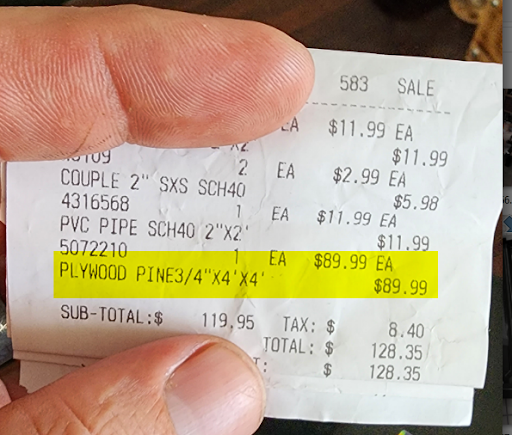 583 SALE
EA $11.99 EA
X2 $11.99
2 EA $2.99 EA
COUPLE 2" SXS SCH40 $5.98
4316568 1 EA $11.99 EA
PVC PIPE SCH40 2"X2' $11.99
5072210 1 EA $89.99 EA
PLYWOOD PINE3/4"X4'X4' $89.99
SUB-TOTAL:$ 119.95 TAX: $ 8.40
TOTAL: $ 128.35
$ 128.35